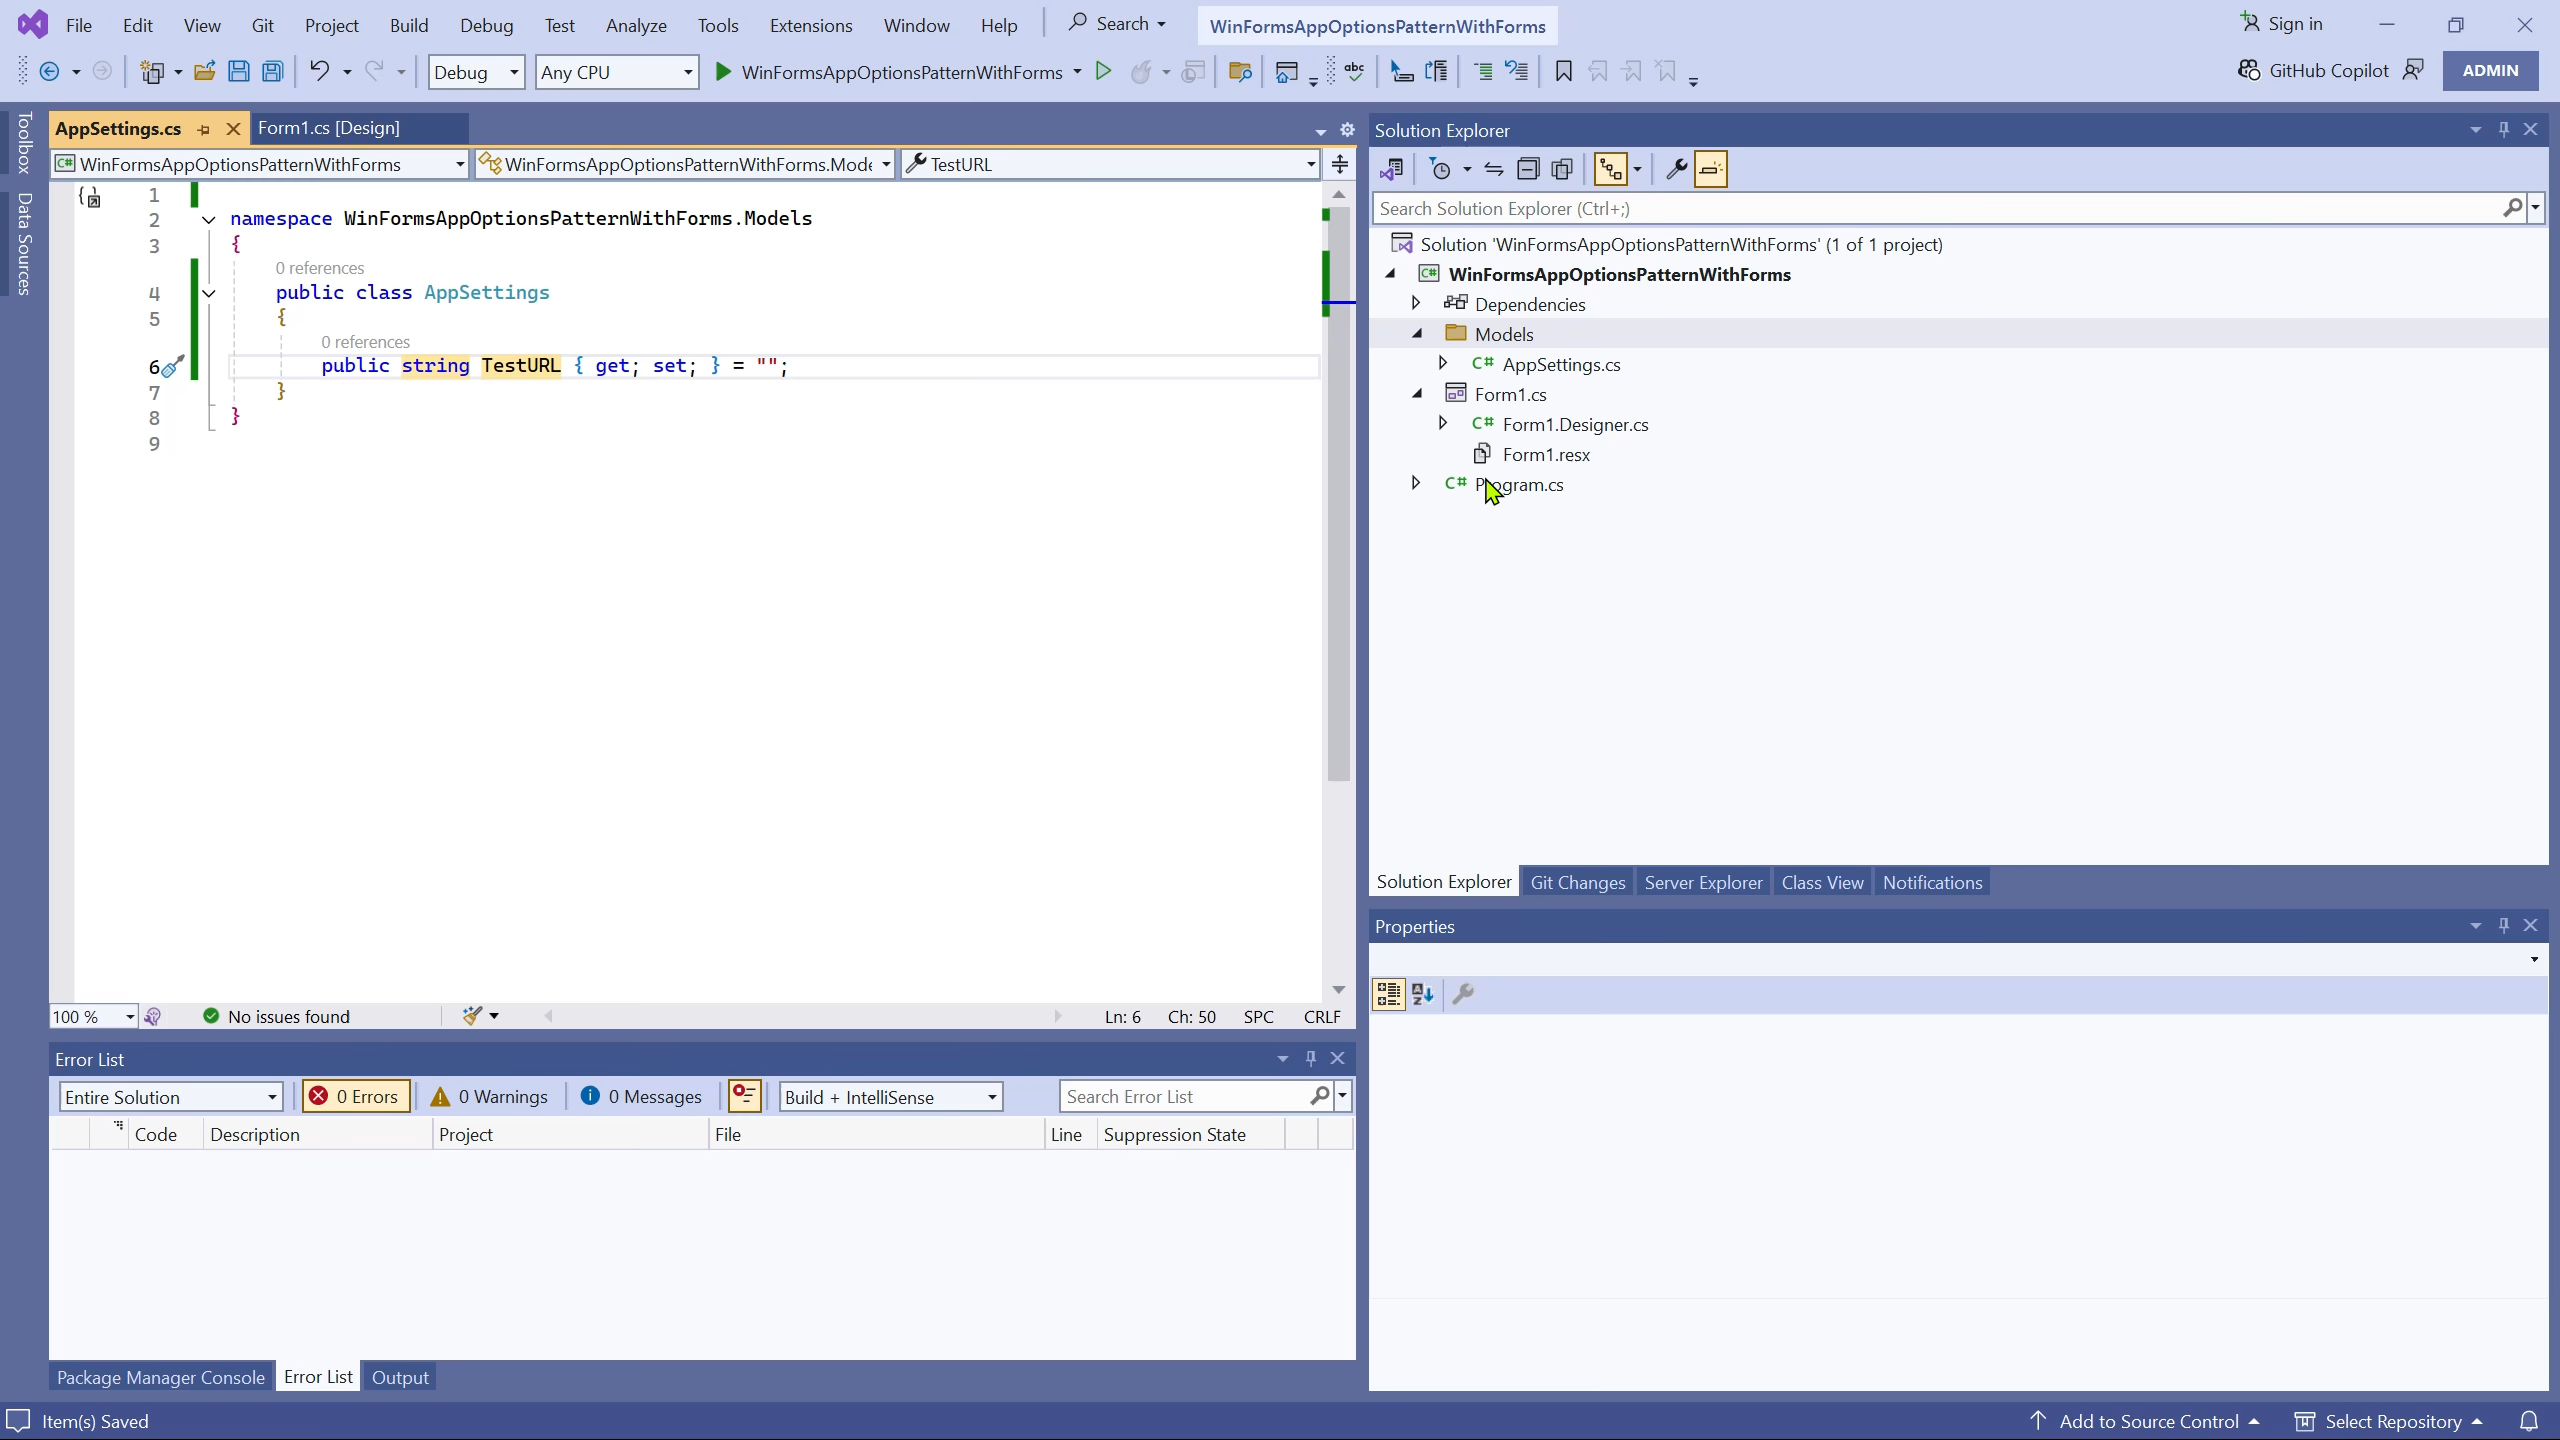 File Edit View Git Project Build Debug Test Analyze Tools Extensions Window Help Search WinFormsAppOptionsPatternWithForms Sign in
Debug Any CPU WinFormsAppOptionsPatternWithForms abc GitHub Copilot ADMIN
Toolbox
Data Sources
AppSettings.cs Form1.cs [Design]
WinFormsAppOptionsPatternWithForms WinFormsAppOptionsPatternWithForms.Mode TestURL
1
2 namespace WinFormsAppOptionsPatternWithForms.Models
3 {
0 references
4 public class AppSettings
5 {
0 references
6 public string TestURL { get; set; } = "";
7 }
8 }
9
100 % No issues found Ln: 6 Ch: 50 SPC CRLF
Error List
Entire Solution 0 Errors 0 Warnings 0 Messages Build + IntelliSense Search Error List
Code Description Project File Line Suppression State
Package Manager Console Error List Output
Solution Explorer
Search Solution Explorer (Ctrl+;)
Solution 'WinFormsAppOptionsPatternWithForms' (1 of 1 project)
C# WinFormsAppOptionsPatternWithForms
Dependencies
Models
C# AppSettings.cs
Form1.cs
C# Form1.Designer.cs
Form1.resx
C# Program.cs
Solution Explorer Git Changes Server Explorer Class View Notifications
Properties
Item(s) Saved Add to Source Control Select Repository